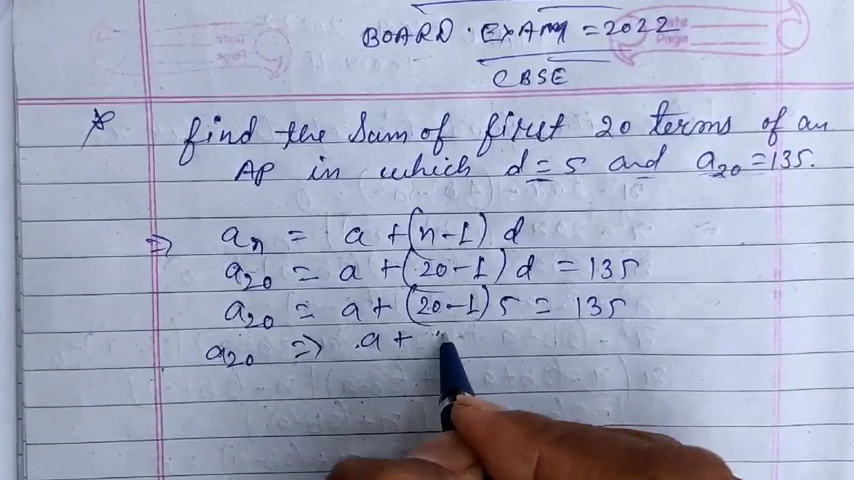 BOARD. EXAM = 2022
CBSE
find the Sum of first 20 terms of an
AP in which d = 5 and a₂₀ = 135.
⇒ aₙ = a + (n-1) d
a₂₀ = a + (20-1) d = 135
a₂₀ = a + (20-1) 5 = 135
a₂₀ ⇒ .a +